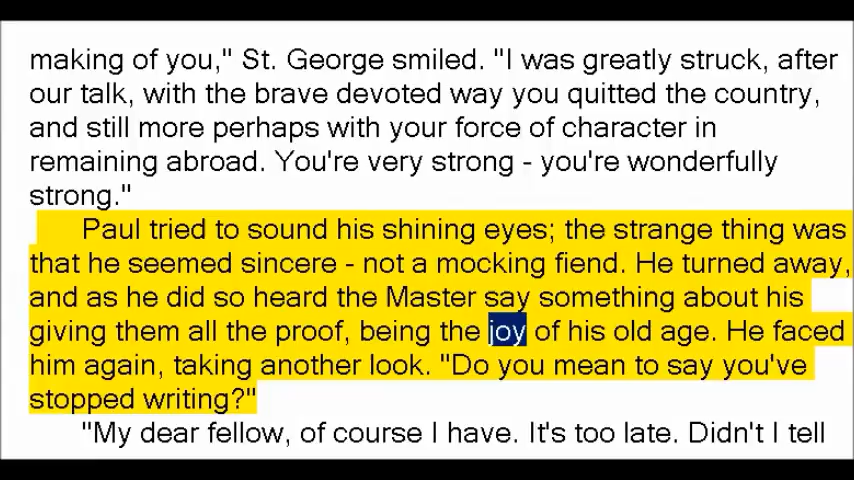 making of you," St. George smiled. "I was greatly struck, after
our talk, with the brave devoted way you quitted the country,
and still more perhaps with your force of character in
remaining abroad. You're very strong - you're wonderfully
strong."
Paul tried to sound his shining eyes; the strange thing was
that he seemed sincere - not a mocking fiend. He turned away,
and as he did so heard the Master say something about his
giving them all the proof, being the joy of his old age. He faced
him again, taking another look. "Do you mean to say you've
stopped writing?"
"My dear fellow, of course I have. It's too late. Didn't I tell